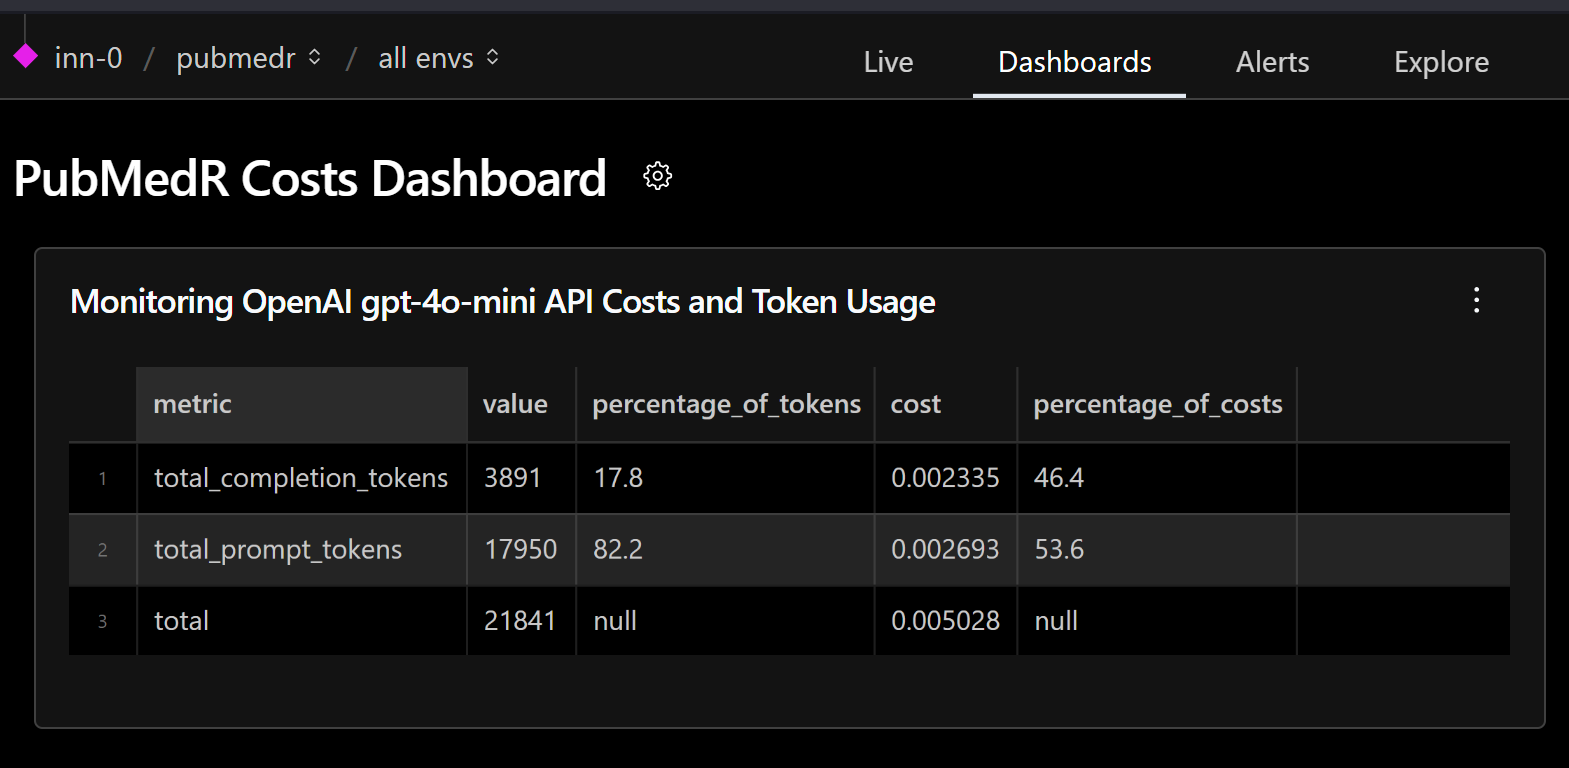 inn-0 / pubmedr / all envs
Live Dashboards Alerts Explore
PubMedR Costs Dashboard
Monitoring OpenAI gpt-4o-mini API Costs and Token Usage
metric value percentage_of_tokens cost percentage_of_costs
1 total_completion_tokens 3891 17.8 0.002335 46.4
2 total_prompt_tokens 17950 82.2 0.002693 53.6
3 total 21841 null 0.005028 null